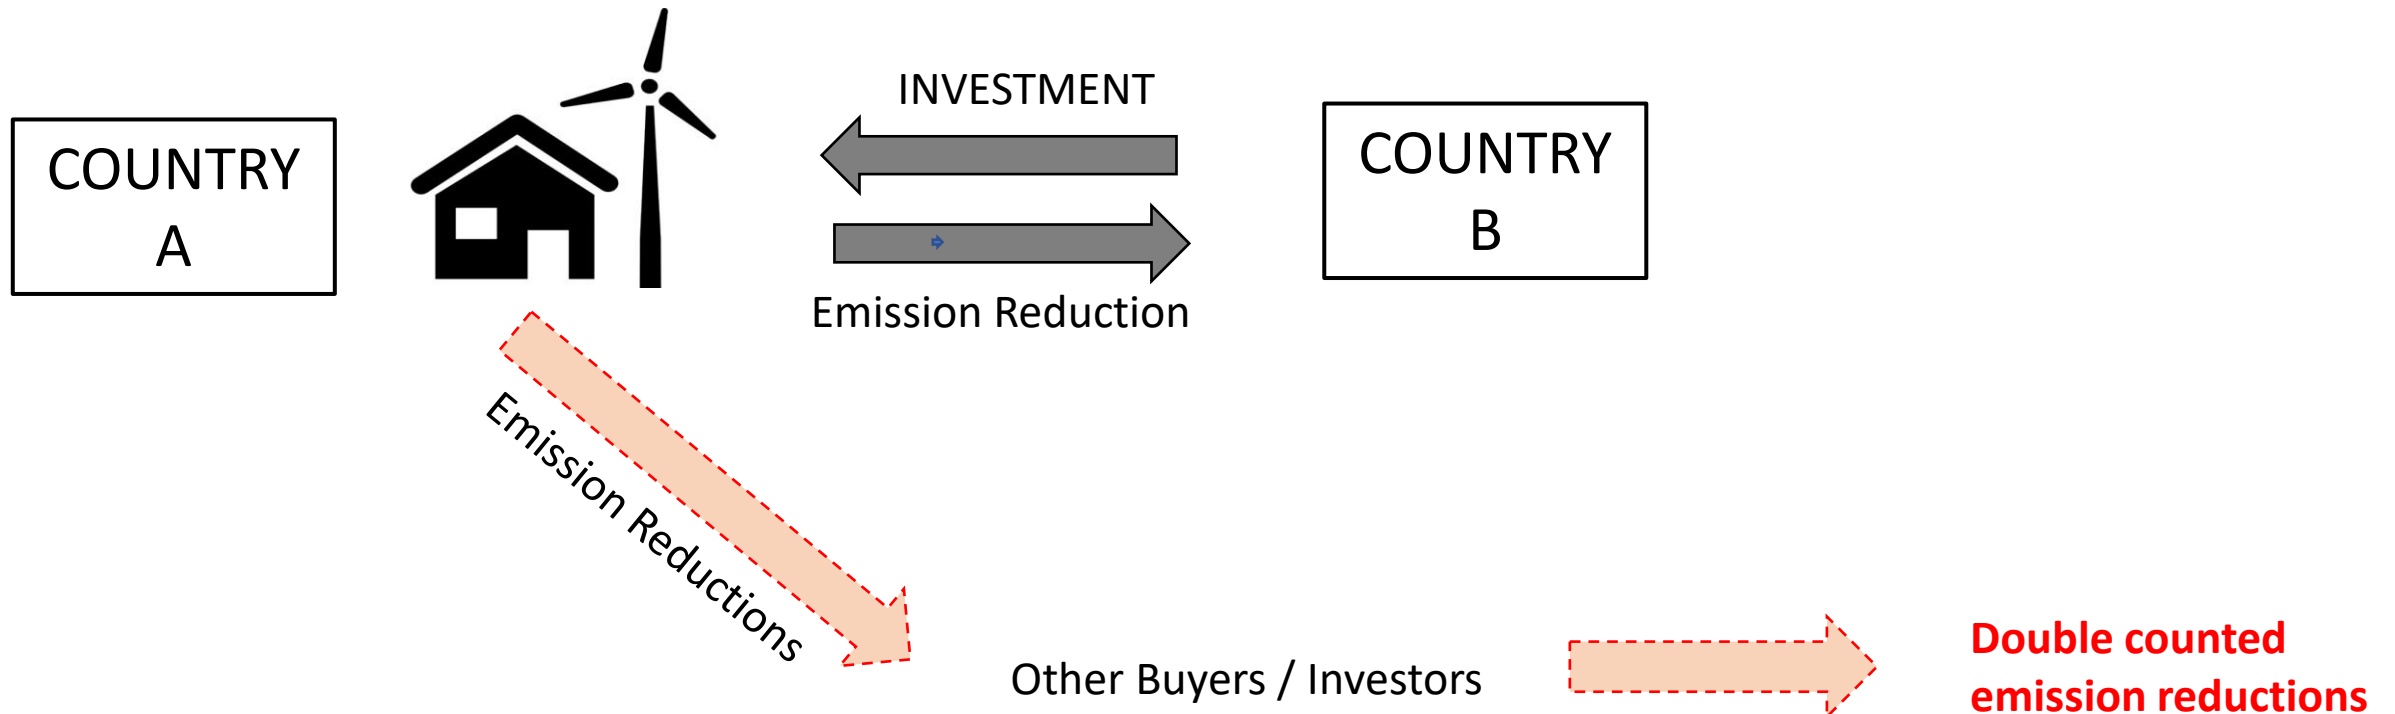 INVESTMENT
COUNTRY
A
COUNTRY
B
Emission Reduction
Emission Reductions
Other Buyers / Investors
Double counted
emission reductions